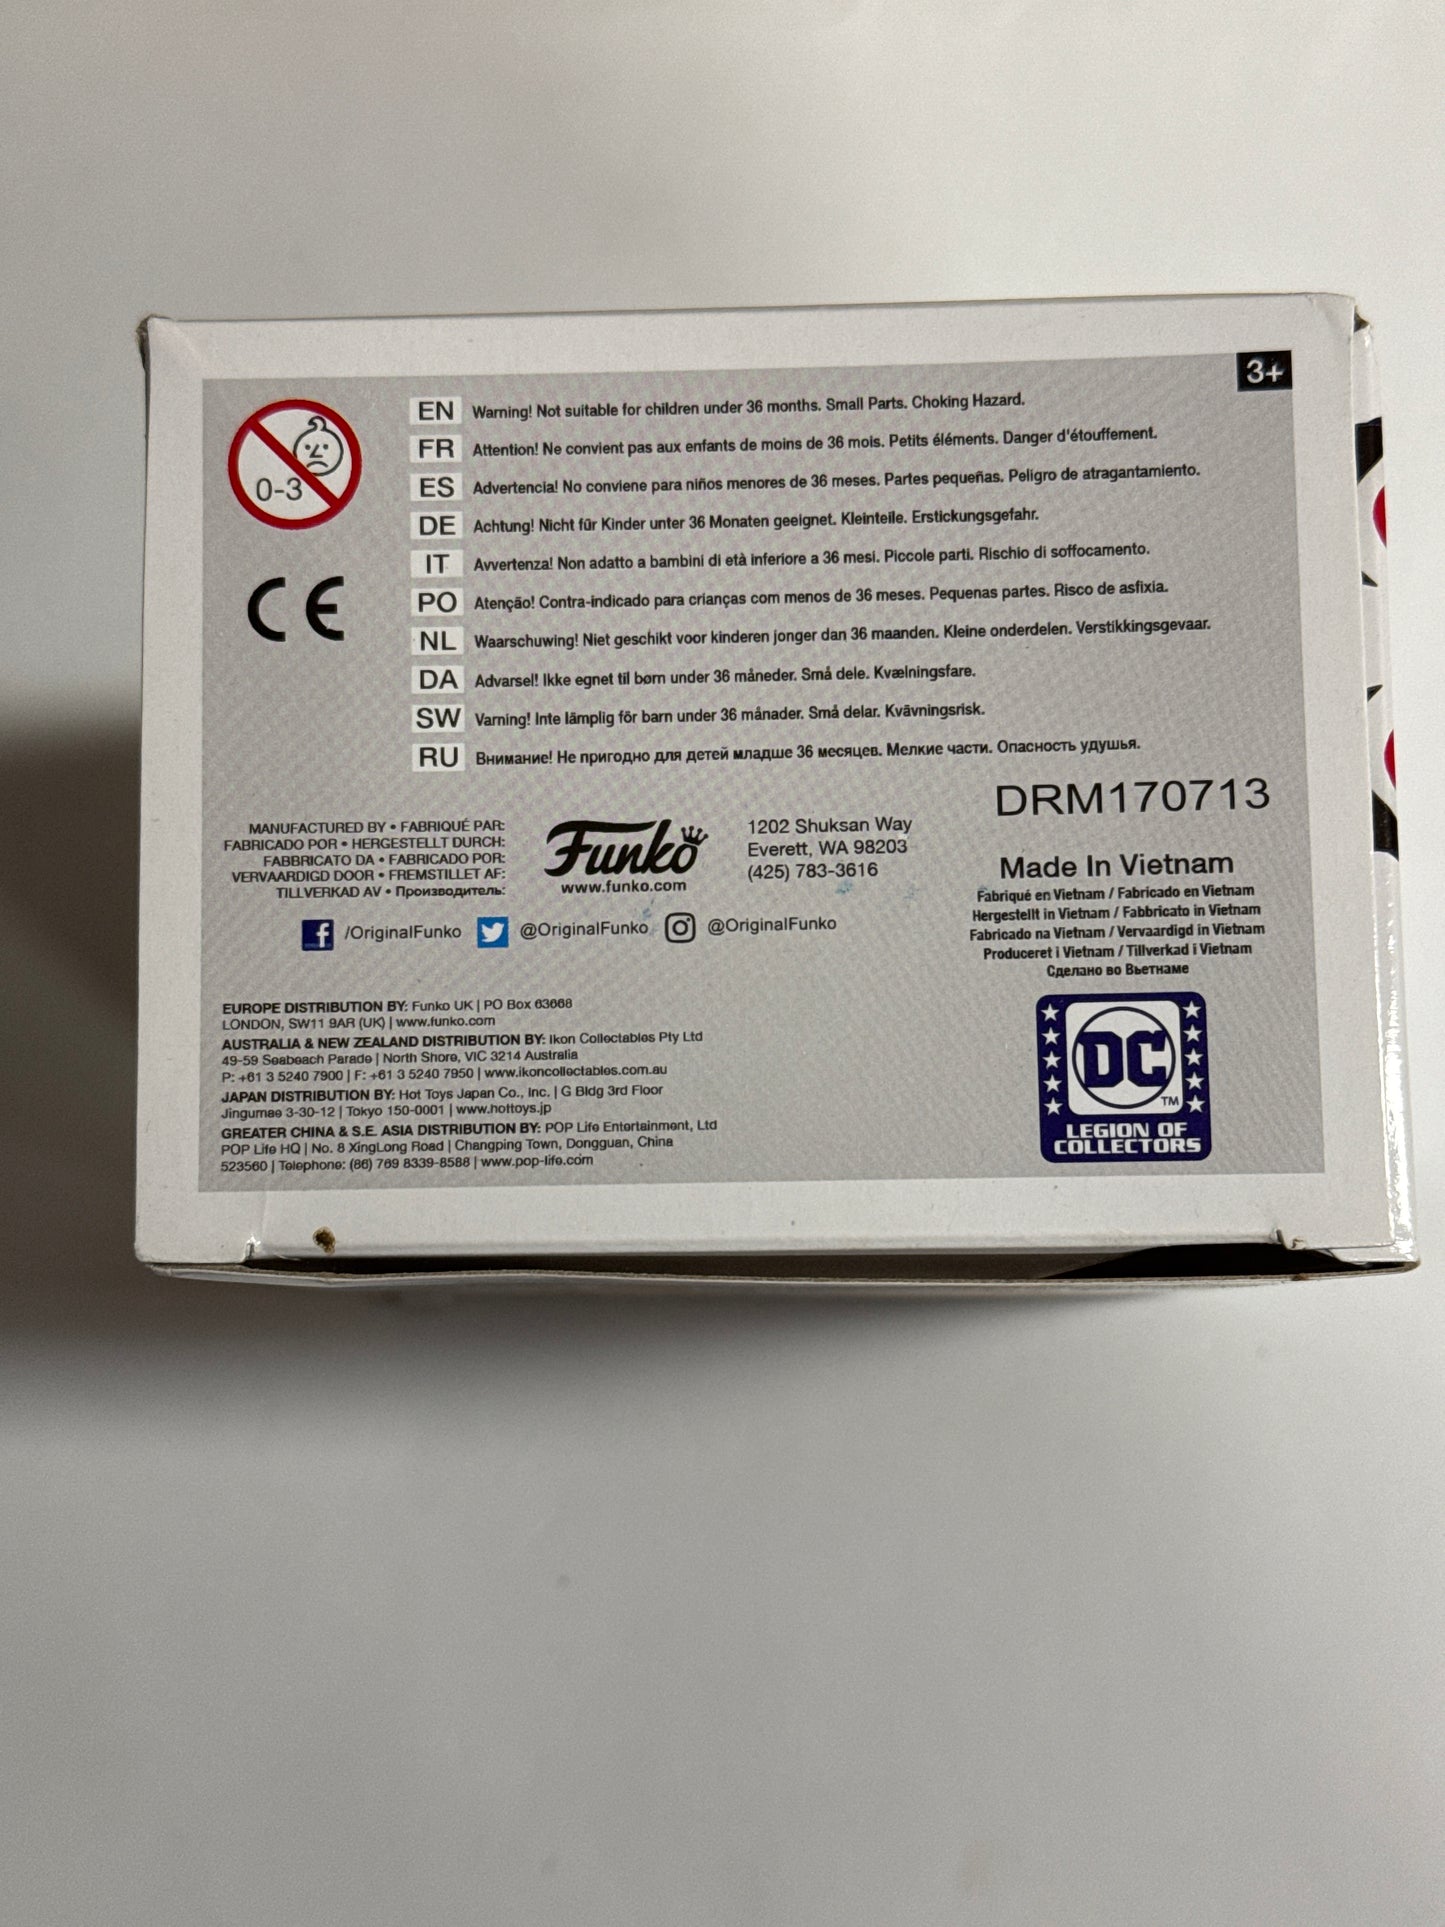 3+
0-3
EN Warning! Not suitable for children under 36 months. Small Parts. Choking Hazard.
FR Attention! Ne convient pas aux enfants de moins de 36 mois. Petits éléments. Danger d'étouffement.
ES Advertencia! No conviene para niños menores de 36 meses. Partes pequeñas. Peligro de atragantamiento.
DE Achtung! Nicht für Kinder unter 36 Monaten geeignet. Kleinteile. Erstickungsgefahr.
IT Avvertenza! Non adatto a bambini di età inferiore a 36 mesi. Piccole parti. Rischio di soffocamento.
CE
PO Atenção! Contra-indicado para crianças com menos de 36 meses. Pequenas partes. Risco de asfixia.
NL Waarschuwing! Niet geschikt voor kinderen jonger dan 36 maanden. Kleine onderdelen. Verstikkingsgevaar.
DA Advarsel! Ikke egnet til børn under 36 måneder. Små dele. Kvælningsfare.
SW Varning! Inte lämplig för barn under 36 månader. Små delar. Kvävningsrisk.
RU Внимание! Не пригодно для детей младше 36 месяцев. Мелкие части. Опасность удушья.
DRM170713
MANUFACTURED BY • FABRIQUÉ PAR:
FABRICADO POR • HERGESTELLT DURCH:
FABBRICATO DA • FABRICADO POR:
VERVAARDIGD DOOR • FREMSTILLET AF:
TILLVERKAD AV • Производитель:
Funko
www.funko.com
1202 Shuksan Way
Everett, WA 98203
(425) 783-3616
Made In Vietnam
Fabriqué en Vietnam / Fabricado en Vietnam
Hergestellt in Vietnam / Fabbricato in Vietnam
Fabricado na Vietnam / Vervaardigd in Vietnam
Produceret i Vietnam / Tillverkad i Vietnam
Сделано во Вьетнаме
f /OriginalFunko @OriginalFunko @OriginalFunko
EUROPE DISTRIBUTION BY: Funko UK | PO Box 63668
LONDON, SW11 9AR (UK) | www.funko.com
AUSTRALIA & NEW ZEALAND DISTRIBUTION BY: Ikon Collectables Pty Ltd
49-59 Seabeach Parade | North Shore, VIC 3214 Australia
P: +61 3 5240 7900 | F: +61 3 5240 7950 | www.ikoncollectables.com.au
JAPAN DISTRIBUTION BY: Hot Toys Japan Co., Inc. | G Bldg 3rd Floor
Jingumae 3-30-12 | Tokyo 150-0001 | www.hottoys.jp
GREATER CHINA & S.E. ASIA DISTRIBUTION BY: POP Life Entertainment, Ltd
POP Life HQ | No. 8 XingLong Road | Changping Town, Dongguan, China
523560 | Telephone: (86) 769 8339-8588 | www.pop-life.com
DC TM
LEGION OF
COLLECTORS